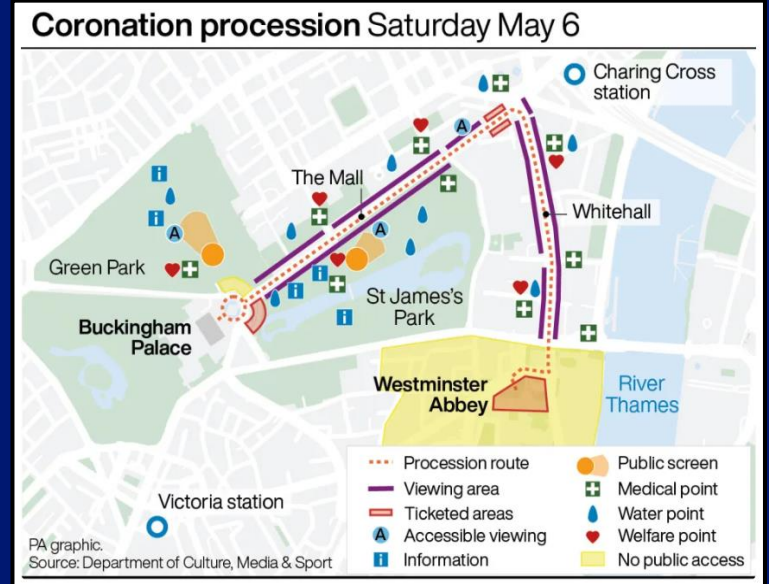 Coronation procession Saturday May 6
Charing Cross
station
The Mall
Whitehall
A
A
A
i
i
i
i
i
Green Park
St James's
Park
Buckingham
Palace
Westminster
Abbey
River
Thames
Victoria station
Procession route
Viewing area
Ticketed areas
A Accessible viewing
i Information
Public screen
Medical point
Water point
Welfare point
No public access
PA graphic.
Source: Department of Culture, Media & Sport